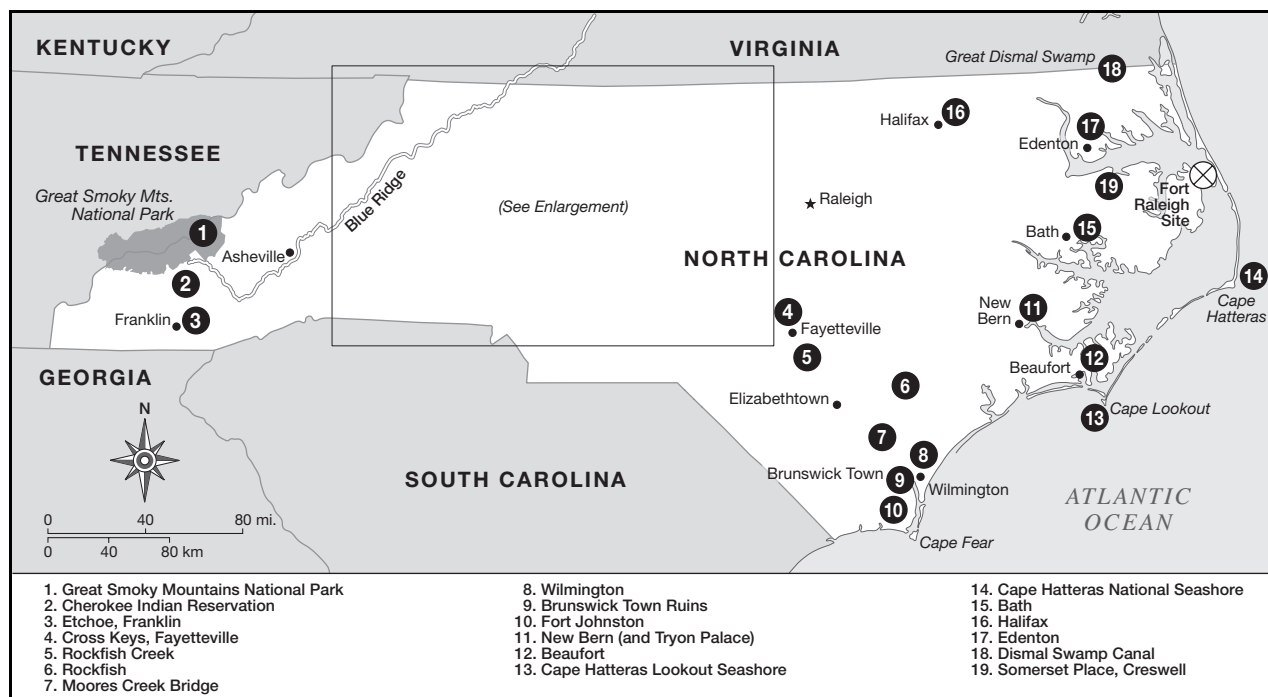 KENTUCKY
VIRGINIA
Great Dismal Swamp
18
Halifax
16
17
Edenton
TENNESSEE
Great Smoky Mts.
National Park
Blue Ridge
(See Enlargement)
Raleigh
19
Fort
Raleigh
Site
1
Asheville
Bath
15
NORTH CAROLINA
2
14
Cape
Hatteras
Franklin
3
4
Fayetteville
New
Bern
11
5
12
Beaufort
GEORGIA
N
6
Elizabethtown
Cape Lookout
13
7
8
SOUTH CAROLINA
Brunswick Town
9
Wilmington
10
ATLANTIC
OCEAN
Cape Fear
0 40 80 mi.
0 40 80 km
1. Great Smoky Mountains National Park
2. Cherokee Indian Reservation
3. Etchoe, Franklin
4. Cross Keys, Fayetteville
5. Rockfish Creek
6. Rockfish
7. Moores Creek Bridge
8. Wilmington
9. Brunswick Town Ruins
10. Fort Johnston
11. New Bern (and Tryon Palace)
12. Beaufort
13. Cape Hatteras Lookout Seashore
14. Cape Hatteras National Seashore
15. Bath
16. Halifax
17. Edenton
18. Dismal Swamp Canal
19. Somerset Place, Creswell